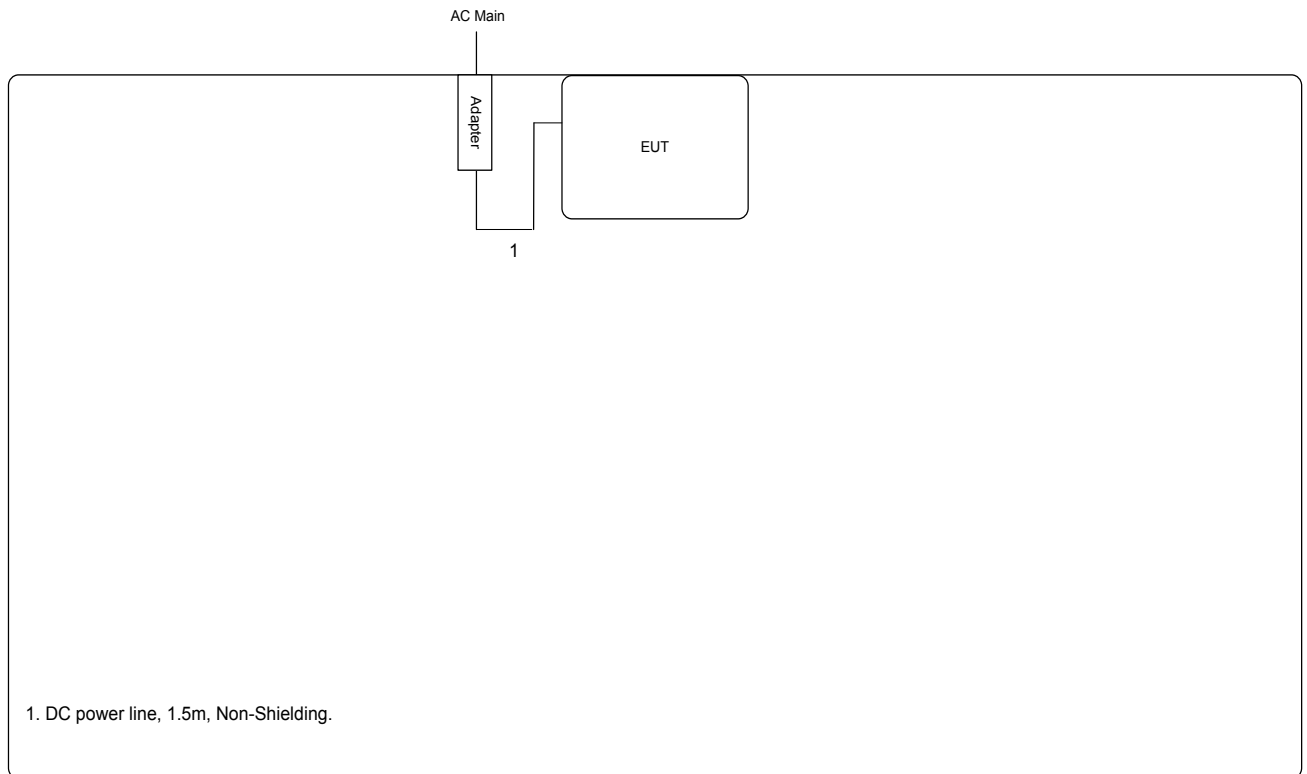 AC Main
Adapter
EUT
1
1. DC power line, 1.5m, Non-Shielding.